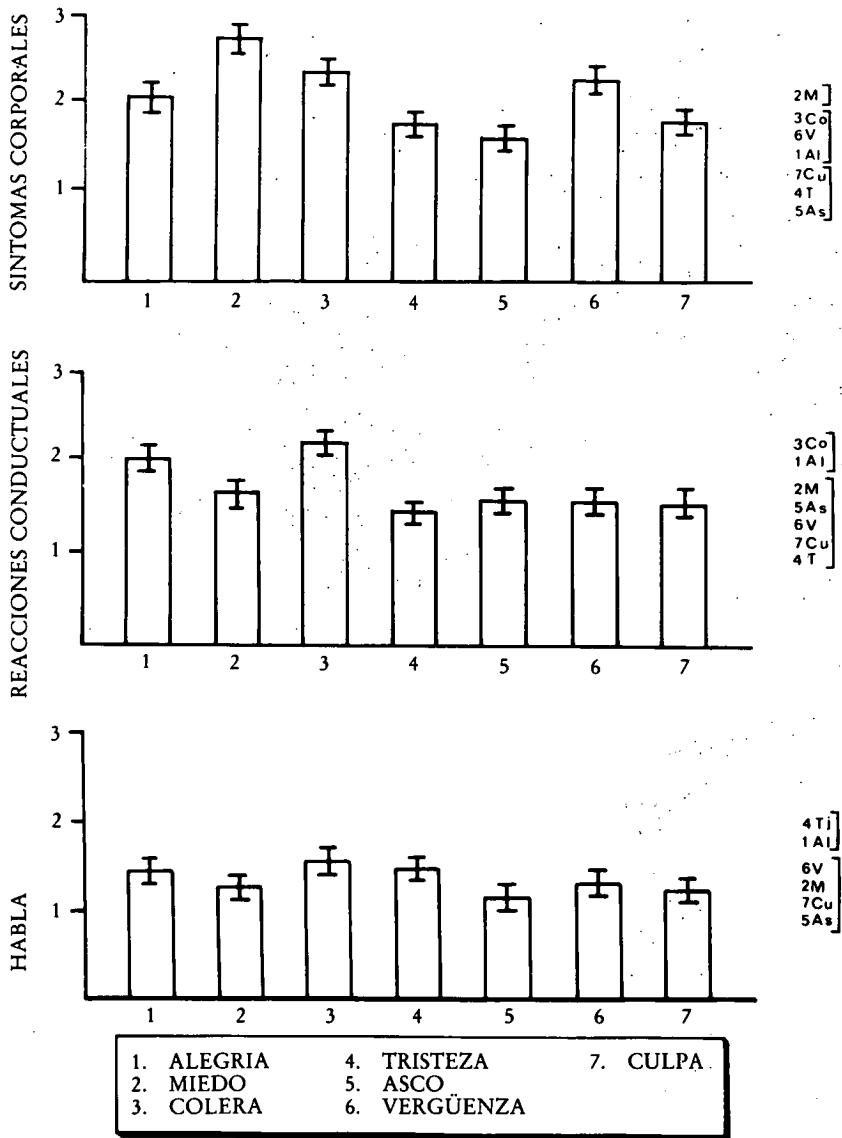 SINTOMAS CORPORALES
3
2
1
1 2 3 4 5 6 7
2M
3Co
6V
1Al
7Cu
4T
5As
REACCIONES CONDUCTUALES
3
2
1
1 2 3 4 5 6 7
3Co
1Al
2M
5As
6V
7Cu
4T
HABLA
3
2
1
1 2 3 4 5 6 7
4T
1Al
6V
2M
7Cu
5As
1. ALEGRIA 4. TRISTEZA 7. CULPA
2. MIEDO 5. ASCO
3. COLERA 6. VERGÜENZA